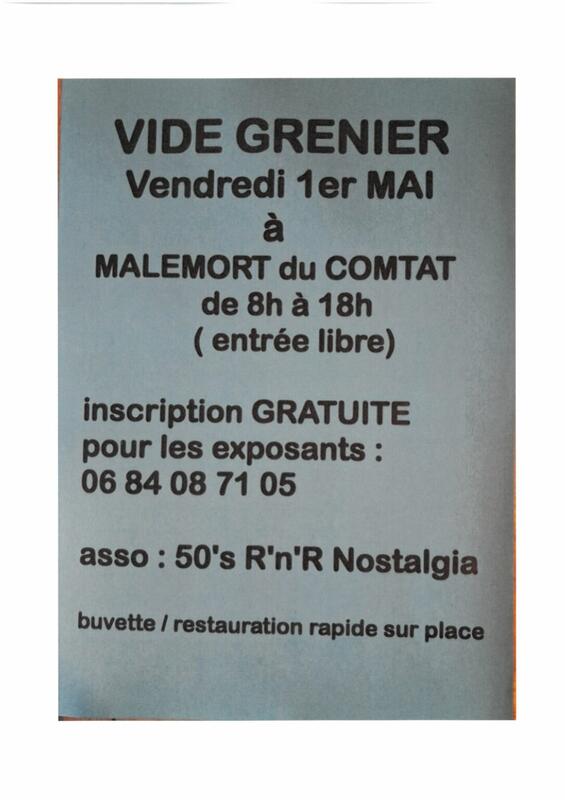 VIDE GRENIER
Vendredi 1er MAI
à
MALEMORT du COMTAT
de 8h à 18h
( entrée libre)
inscription GRATUITE
pour les exposants :
06 84 08 71 05
asso : 50's R'n'R Nostalgia
buvette / restauration rapide sur place